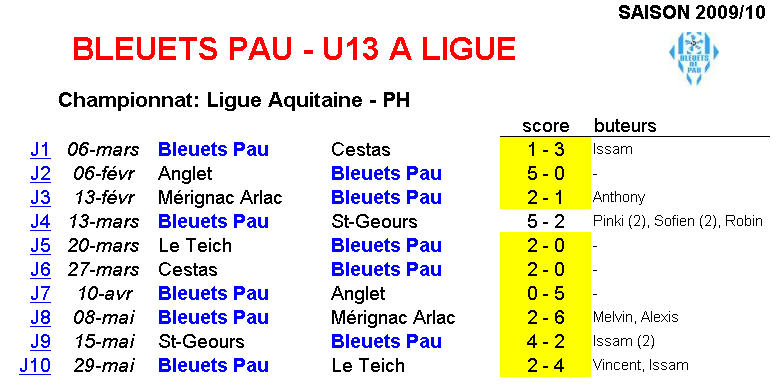 SAISON 2009/10
BLEUETS PAU - U13 A LIGUE
BLEUETS
DE
PAU
Championnat: Ligue Aquitaine - PH
score buteurs
J1 06-mars Bleuets Pau Cestas 1 - 3 Issam
J2 06-févr Anglet Bleuets Pau 5 - 0 -
J3 13-févr Mérignac Arlac Bleuets Pau 2 - 1 Anthony
J4 13-mars Bleuets Pau St-Geours 5 - 2 Pinki (2), Sofien (2), Robin
J5 20-mars Le Teich Bleuets Pau 2 - 0 -
J6 27-mars Cestas Bleuets Pau 2 - 0 -
J7 10-avr Bleuets Pau Anglet 0 - 5 -
J8 08-mai Bleuets Pau Mérignac Arlac 2 - 6 Melvin, Alexis
J9 15-mai St-Geours Bleuets Pau 4 - 2 Issam (2)
J10 29-mai Bleuets Pau Le Teich 2 - 4 Vincent, Issam